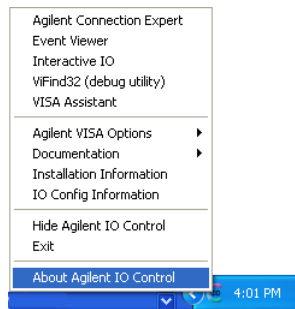 Agilent Connection Expert
Event Viewer
Interactive IO
ViFind32 (debug utility)
VISA Assistant
Agilent VISA Options
Documentation
Installation Information
IO Config Information
Hide Agilent IO Control
Exit
About Agilent IO Control
4:01 PM